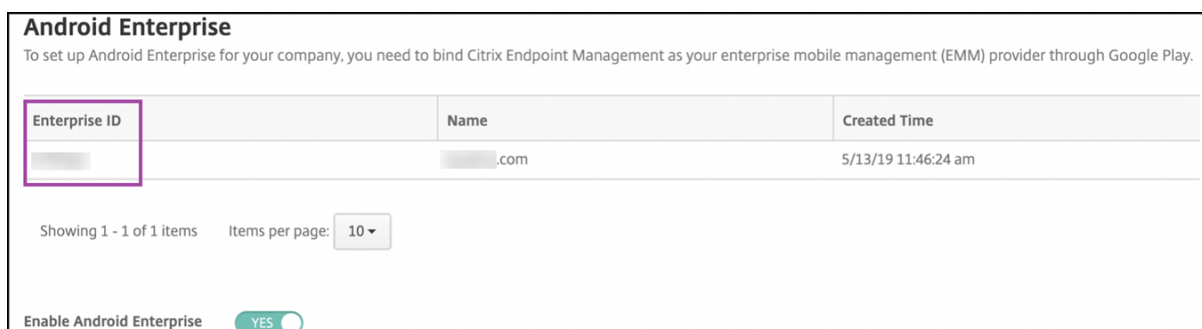 Android Enterprise
To set up Android Enterprise for your company, you need to bind Citrix Endpoint Management as your enterprise mobile management (EMM) provider through Google Play.
Enterprise ID Name Created Time
.com 5/13/19 11:46:24 am
Showing 1 - 1 of 1 items Items per page: 10
Enable Android Enterprise YES